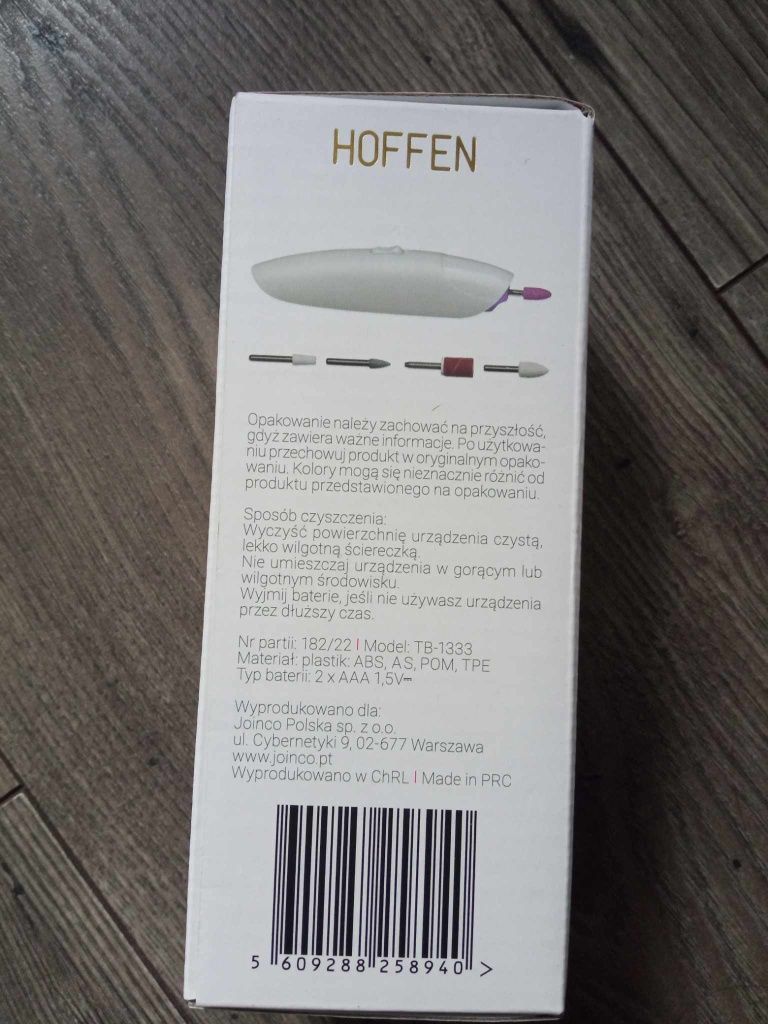 HOFFEN
Opakowanie należy zachować na przyszłość,
gdyż zawiera ważne informacje. Po użytkowa-
niu przechowuj produkt w oryginalnym opako-
waniu. Kolory mogą się nieznacznie różnić od
produktu przedstawionego na opakowaniu.
Sposób czyszczenia:
Wyczyść powierzchnię urządzenia czystą,
lekko wilgotną ściereczką.
Nie umieszczaj urządzenia w gorącym lub
wilgotnym środowisku.
Wyjmij baterie, jeśli nie używasz urządzenia
przez dłuższy czas.
Nr partii: 182/22 | Model: TB-1333
Materiał: plastik: ABS, AS, POM, TPE
Typ baterii: 2 x AAA 1,5V⎓
Wyprodukowano dla:
Joinco Polska sp. z o.o.
ul. Cybernetyki 9, 02-677 Warszawa
www.joinco.pt
Wyprodukowano w ChRL | Made in PRC
5 609288 258940 >